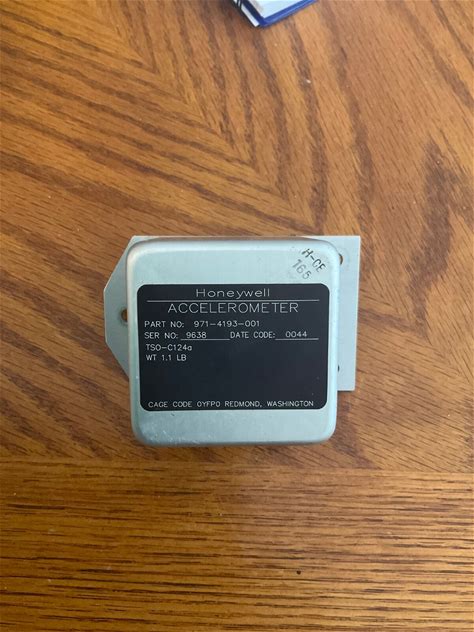 H-CE
165
Honeywell
ACCELEROMETER
PART NO: 971-4193-001
SER NO: 9638 DATE CODE: 0044
TSO-C124a
WT 1.1 LB
CAGE CODE 0YFP0 REDMOND, WASHINGTON